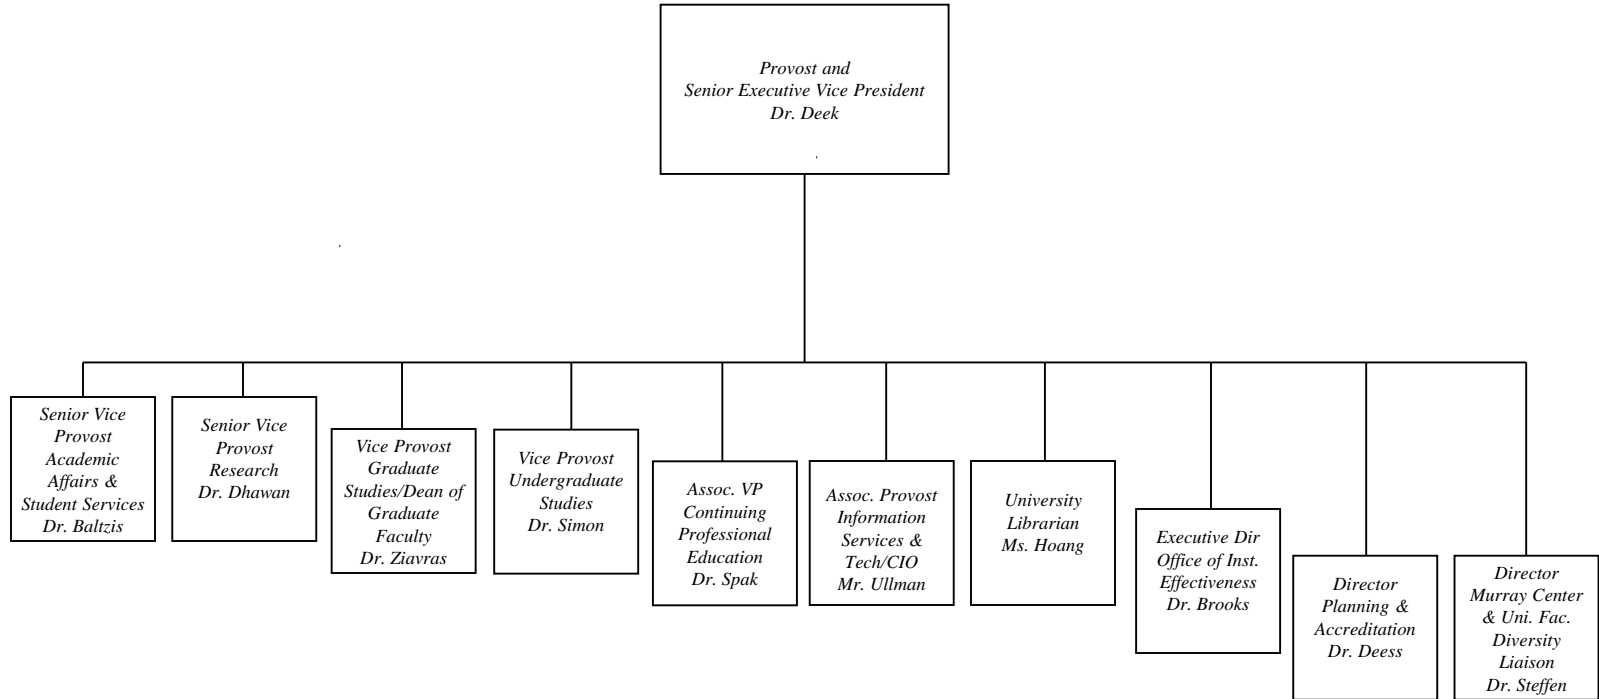 Provost and
Senior Executive Vice President
Dr. Deek
Senior Vice
Provost
Academic
Affairs &
Student Services
Dr. Baltzis
Senior Vice
Provost
Research
Dr. Dhawan
Vice Provost
Graduate
Studies/Dean of
Graduate
Faculty
Dr. Ziavras
Vice Provost
Undergraduate
Studies
Dr. Simon
Assoc. VP
Continuing
Professional
Education
Dr. Spak
Assoc. Provost
Information
Services &
Tech/CIO
Mr. Ullman
University
Librarian
Ms. Hoang
Executive Dir
Office of Inst.
Effectiveness
Dr. Brooks
Director
Planning &
Accreditation
Dr. Deess
Director
Murray Center
& Uni. Fac.
Diversity
Liaison
Dr. Steffen